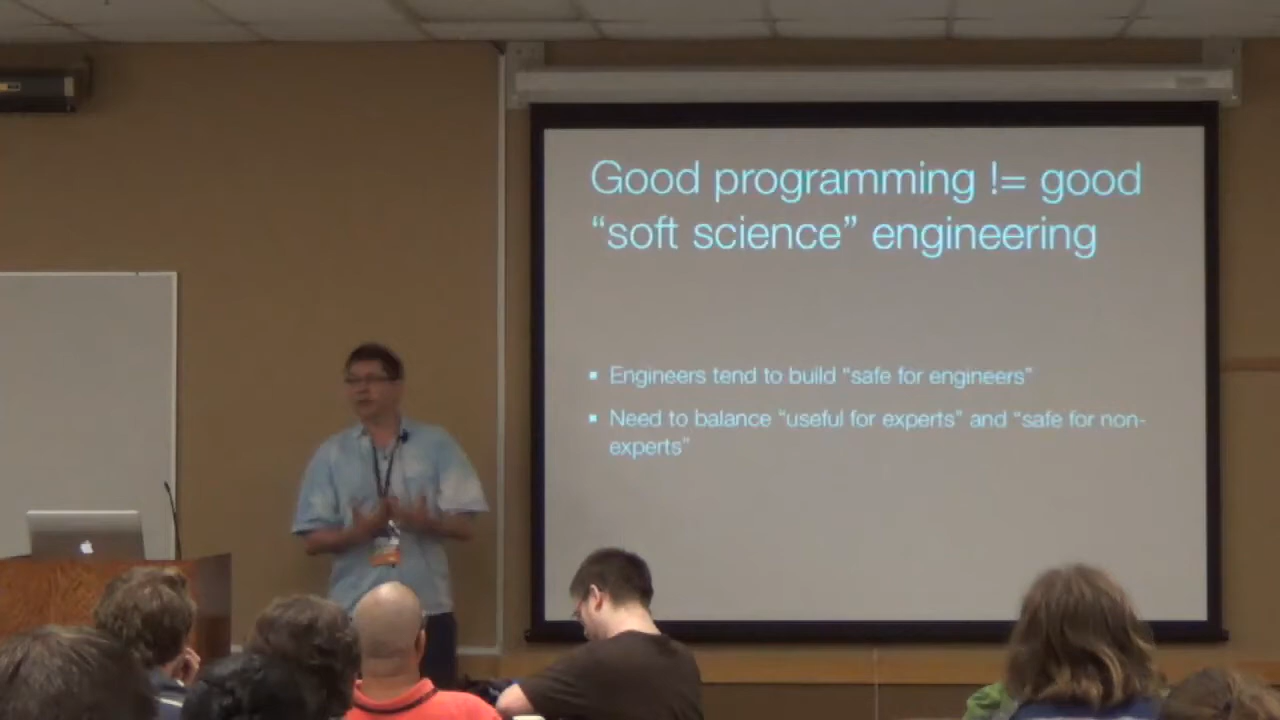 Good programming != good
“soft science” engineering
▪ Engineers tend to build “safe for engineers”
▪ Need to balance “useful for experts” and “safe for non-
experts”